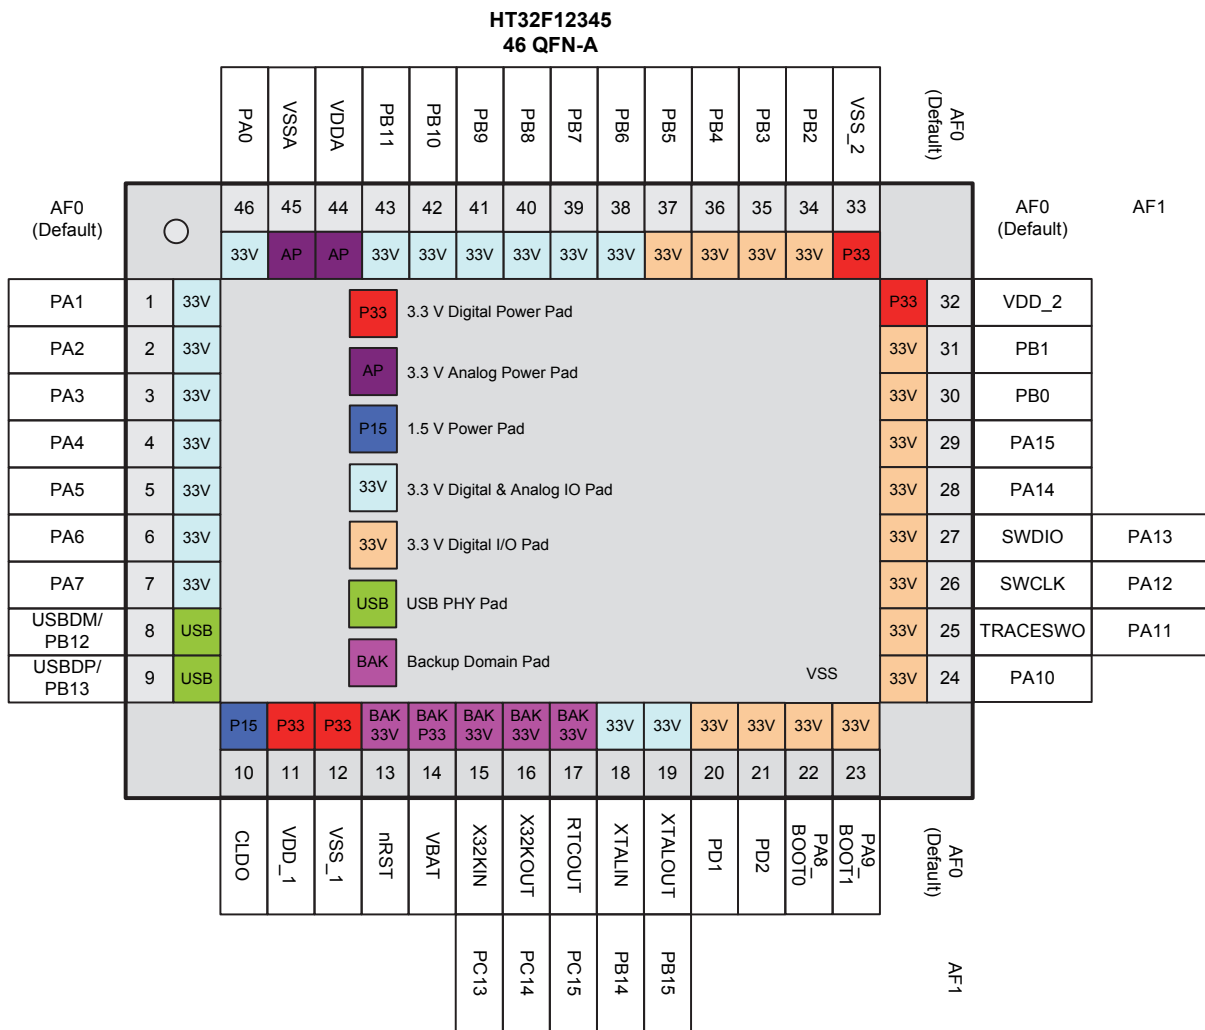 HT32F12345
46 QFN-A
PA0 VSSA VDDA PB11 PB10 PB9 PB8 PB7 PB6 PB5 PB4 PB3 PB2 VSS_2 AF0 (Default)
AF0
(Default)
46 45 44 43 42 41 40 39 38 37 36 35 34 33
AF0
(Default)
AF1
33V AP AP 33V 33V 33V 33V 33V 33V 33V 33V 33V 33V P33
PA1 1 33V
P33 3.3 V Digital Power Pad
P33 32 VDD_2
PA2 2 33V
33V 31 PB1
AP 3.3 V Analog Power Pad
PA3 3 33V
33V 30 PB0
P15 1.5 V Power Pad
PA4 4 33V
33V 29 PA15
PA5 5 33V
33V 3.3 V Digital & Analog IO Pad
33V 28 PA14
PA6 6 33V
33V 3.3 V Digital I/O Pad
33V 27 SWDIO PA13
PA7 7 33V
USB USB PHY Pad
33V 26 SWCLK PA12
USBDM/
PB12
8 USB
33V 25 TRACESWO PA11
BAK Backup Domain Pad
USBDP/
PB13
9 USB
VSS
33V 24 PA10
P15 P33 P33 BAK 33V BAK P33 BAK 33V BAK 33V BAK 33V 33V 33V 33V 33V 33V 33V
10 11 12 13 14 15 16 17 18 19 20 21 22 23
CLDO VDD_1 VSS_1 nRST VBAT X32KIN X32KOUT RTCOUT XTALIN XTALOUT PD1 PD2 PA8_BOOT0 PA9_BOOT1 AF0 (Default)
PC13 PC14 PC15 PB14 PB15 AF1